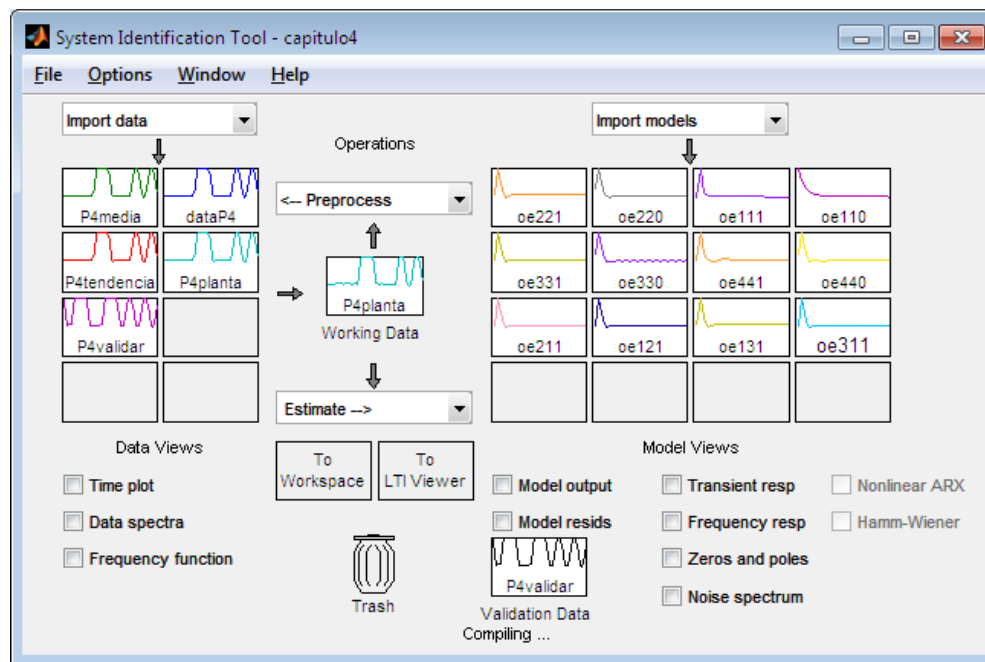 System Identification Tool - capitulo4
File Options Window Help
Import data
Import models
Operations
P4media dataP4
<-- Preprocess
oe221 oe220 oe111 oe110
P4tendencia P4planta
P4planta
oe331 oe330 oe441 oe440
Working Data
P4validar
oe211 oe121 oe131 oe311
Estimate -->
Data Views
Model Views
To Workspace
To LTI Viewer
Time plot
Data spectra
Frequency function
Model output
Transient resp
Nonlinear ARX
Model resids
Frequency resp
Hamm-Wiener
Zeros and poles
Noise spectrum
Trash
P4validar
Validation Data
Compiling ...